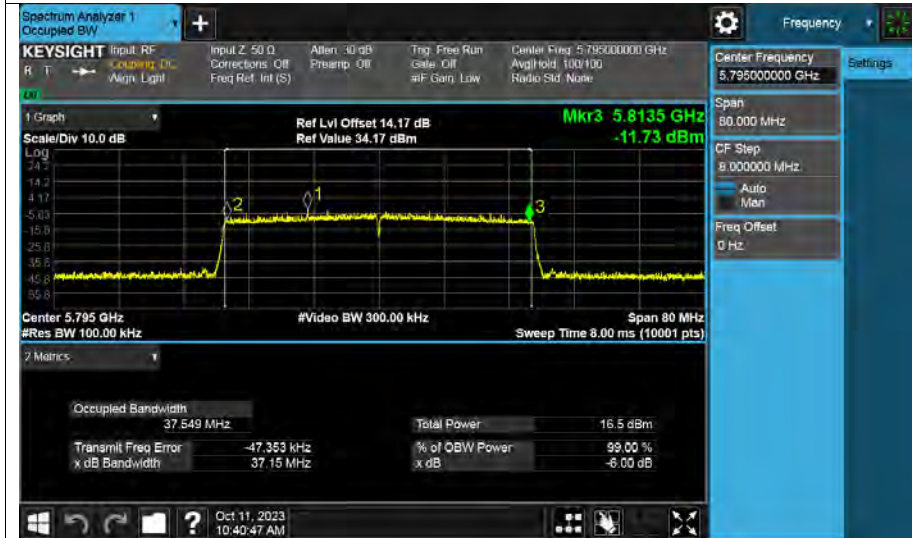 Spectrum Analyzer 1
Occupied BW
+
Frequency
KEYSIGHT Input: RF
Coupling: DC
Align: Light
R T
Input Z: 50 Ω
Corrections: Off
Freq Ref: Int (S)
Atten: 30 dB
Preamp: Off
Trig: Free Run
Gate: Off
#IF Gain: Low
Center Freq: 5.795000000 GHz
Avg|Hold: 100/100
Radio Std: None
Center Frequency
5.795000000 GHz
Settings
Span
80.000 MHz
CF Step
8.000000 MHz
Auto
Man
Freq Offset
0 Hz
1 Graph
Scale/Div 10.0 dB
Ref Lvl Offset 14.17 dB
Ref Value 34.17 dBm
Mkr3 5.8135 GHz
-11.73 dBm
Log
24.2
14.2
4.17
-5.83
-15.8
-25.8
-35.8
-45.8
-55.8
2
1
3
Center 5.795 GHz
#Video BW 300.00 kHz
Span 80 MHz
#Res BW 100.00 kHz
Sweep Time 8.00 ms (10001 pts)
2 Metrics
Occupied Bandwidth
37.549 MHz
Total Power 16.5 dBm
Transmit Freq Error -47.353 kHz
% of OBW Power 99.00 %
x dB Bandwidth 37.15 MHz
x dB -6.00 dB
?
Oct 11, 2023
10:40:47 AM